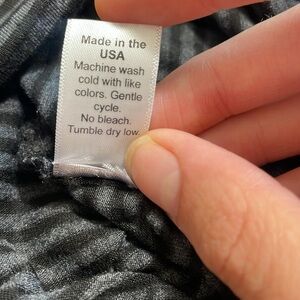 Made in the
USA
Machine wash
cold with like
colors. Gentle
cycle.
No bleach.
Tumble dry low.